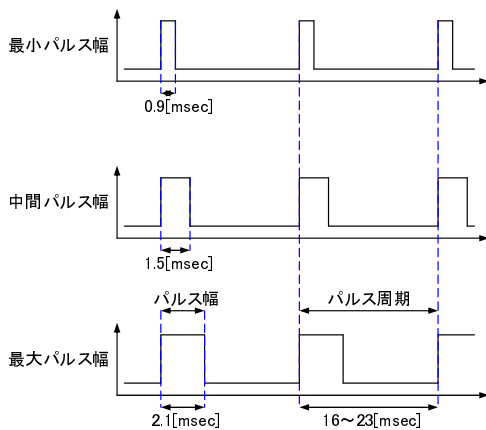 最小パルス幅
0.9[msec]
中間パルス幅
1.5[msec]
パルス幅
パルス周期
最大パルス幅
2.1[msec]
16～23[msec]